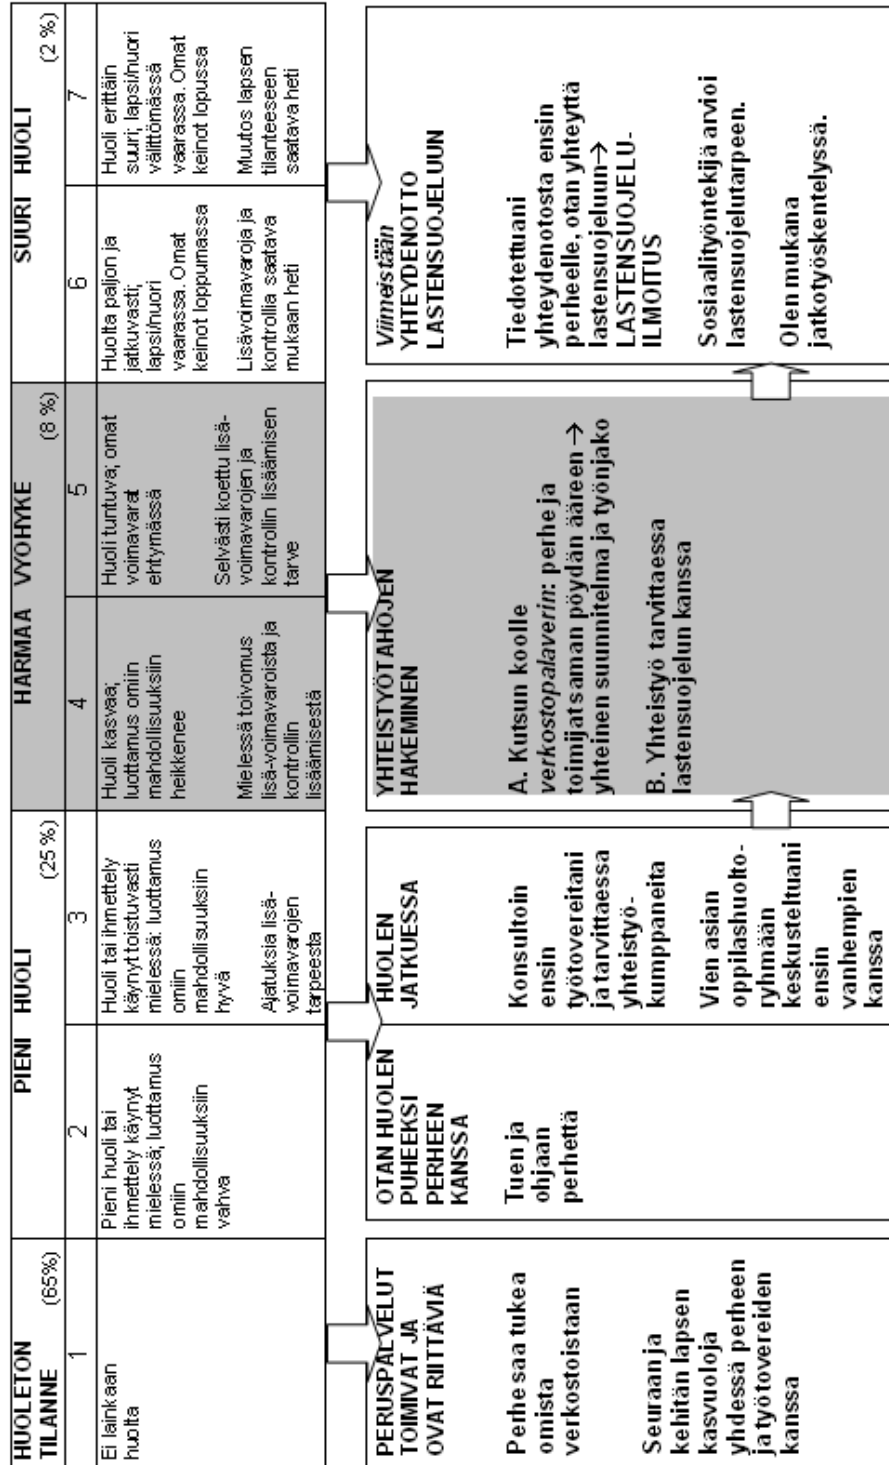 HUOLETON
TILANNE (65%)
PIENI HUOLI (25 %)
HARMAA VYOHYKE (8 %)
SUURI HUOLI (2 %)
1
2
3
4
5
6
7
Ei lainkaan
huolta
Pieni huoli tai
ihmettely käynyt
mielessä; luottamus
omiin
mahdollisuuksiin
vahva
Huoli tai ihmettely
käynyt toistuvasti
mielessä: luottamus
omiin
mahdollisuuksiin
hyvä
Ajatuksia lisä-
voimavarojen
tarpeesta
Huoli kasvaa;
luottamus omiin
mahdollisuuksiin
heikkenee
Mielessä toivomus
lisä-voimavaroista ja
kontrollin
lisäämisestä
Huoli tuntuva; omat
voimavarat
ehtymässä
Selvästi koettu lisä-
voimavarojen ja
kontrollin lisäämisen
tarve
Huolta paljon ja
jatkuvasti;
lapsi/nuori
vaarassa. Omat
keinot loppumassa
Lisävoimavaroja ja
kontrollia saatava
mukaan heti
Huoli erittäin
suuri; lapsi/nuori
välittömässä
vaarassa. Omat
keinot lopussa
Muutos lapsen
tilanteeseen
saatava heti
PERUSPALVELUT
TOIMIVAT JA
OVAT RIITTÄVIÄ
Perhe saa tukea
omista
verkostoistaan
Seuraan ja
kehitän lapsen
kasvuoloja
yhdessä perheen
ja työtovereiden
kanssa
OTAN HUOLEN
PUHEEKSI
PERHEEN
KANSSA
Tuen ja
ohjaan
perhettä
HUOLEN
JATKUESSA
Konsultoin
ensin
työtovereitani
ja tarvittaessa
yhteistyö-
kumppaneita
Vien asian
oppilashuolto-
ryhmään
keskusteltuani
ensin
vanhempien
kanssa
YHTEISTYÖTAHOJEN
HAKEMINEN
A. Kutsun koolle
verkostopalaverin: perhe ja
toimijat saman pöydän ääreen →
yhteinen suunnitelma ja työnjako
B. Yhteistyö tarvittaessa
lastensuojelun kanssa
Viimeistään
YHTEYDENOTTO
LASTENSUOJELUUN
Tiedotettuani
yhteydenotosta ensin
perheelle, otan yhteyttä
lastensuojeluun→
LASTENSUOJELU-
ILMOITUS
Sosiaalityöntekijä arvioi
lastensuojelutarpeen.
Olen mukana
jatkotyöskentelyssä.